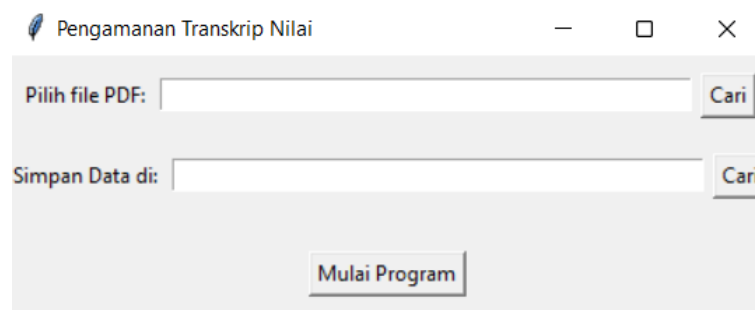 Pengamanan Transkrip Nilai
Pilih file PDF: Cari
Simpan Data di: Cari
Mulai Program